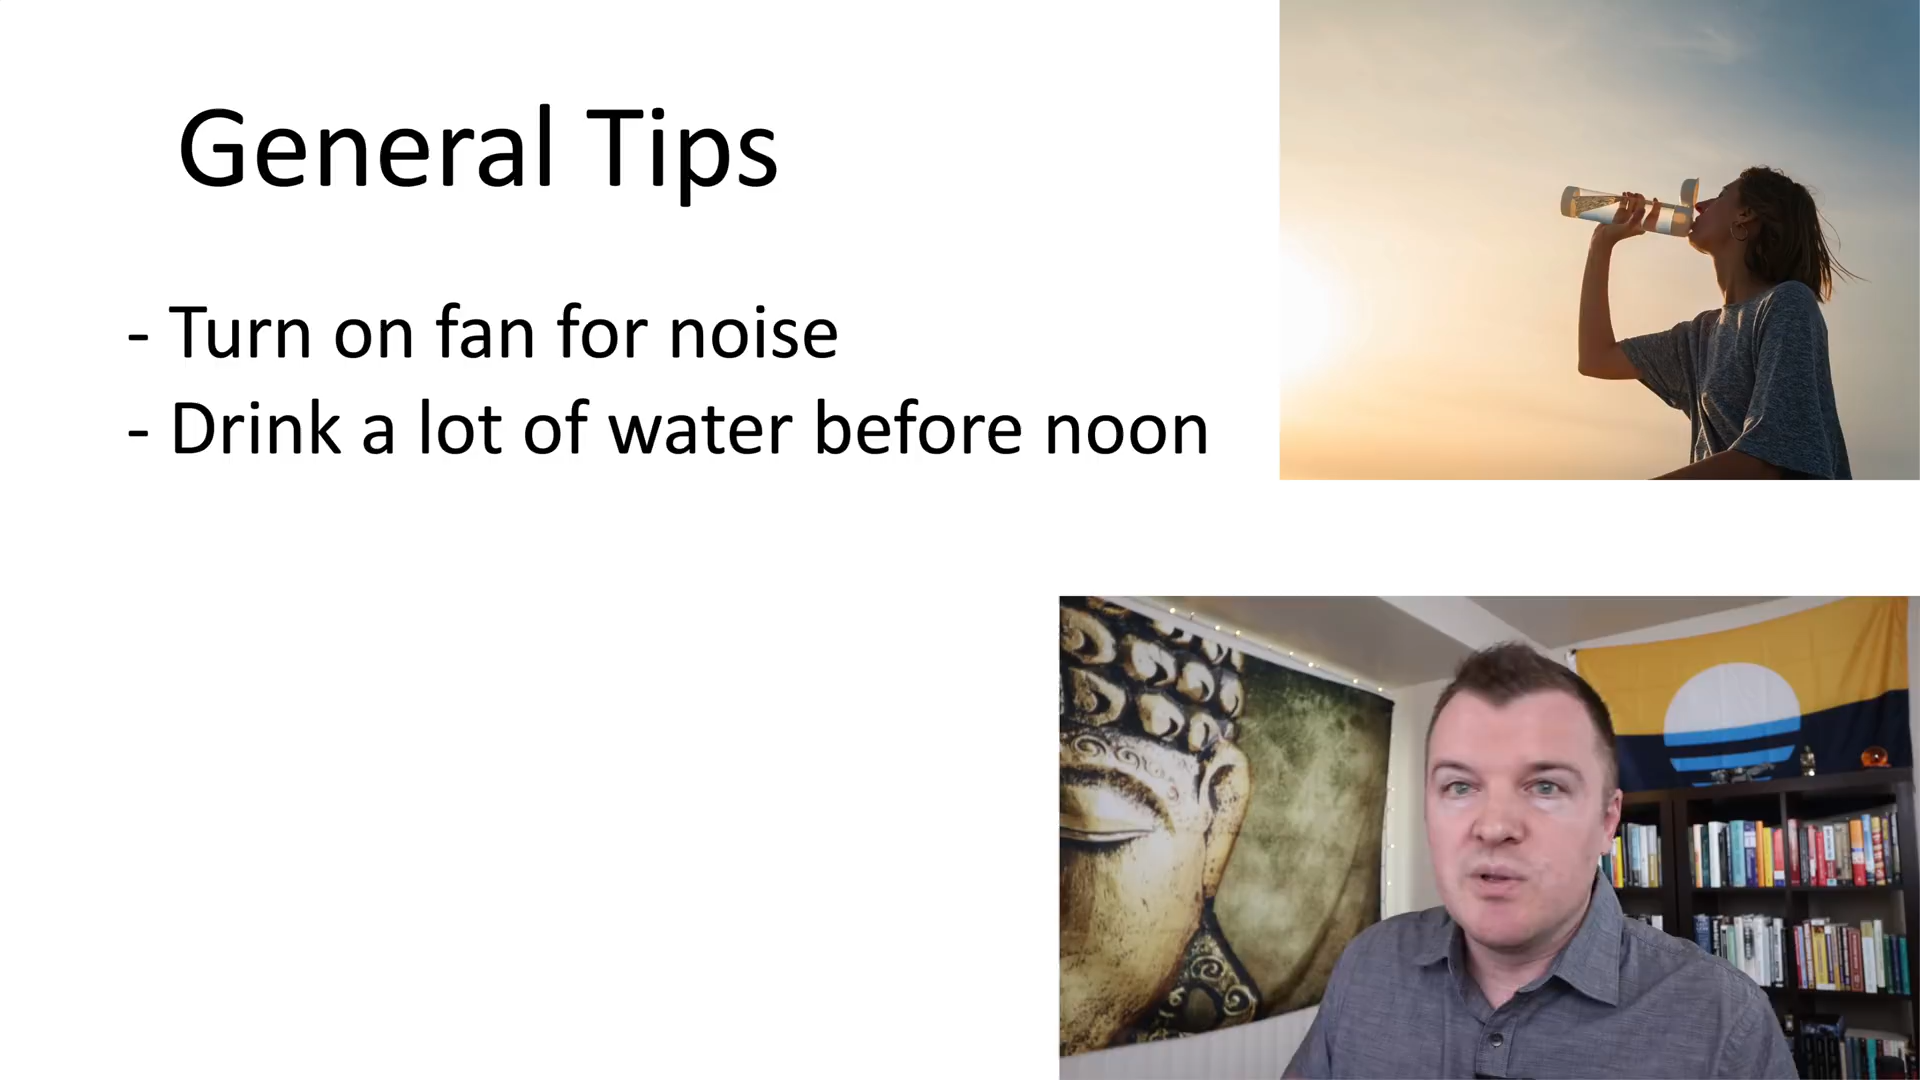 General Tips
- Turn on fan for noise
- Drink a lot of water before noon